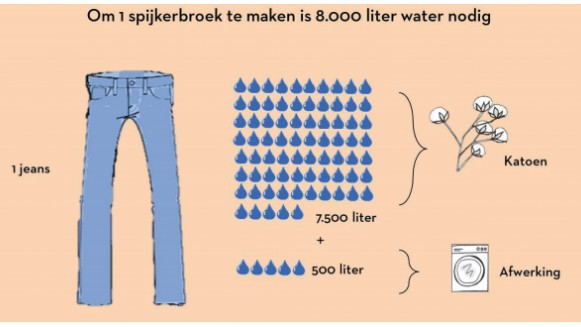 Om 1 spijkerbroek te maken is 8.000 liter water nodig
1 jeans
Katoen
7.500 liter
+
500 liter
Afwerking